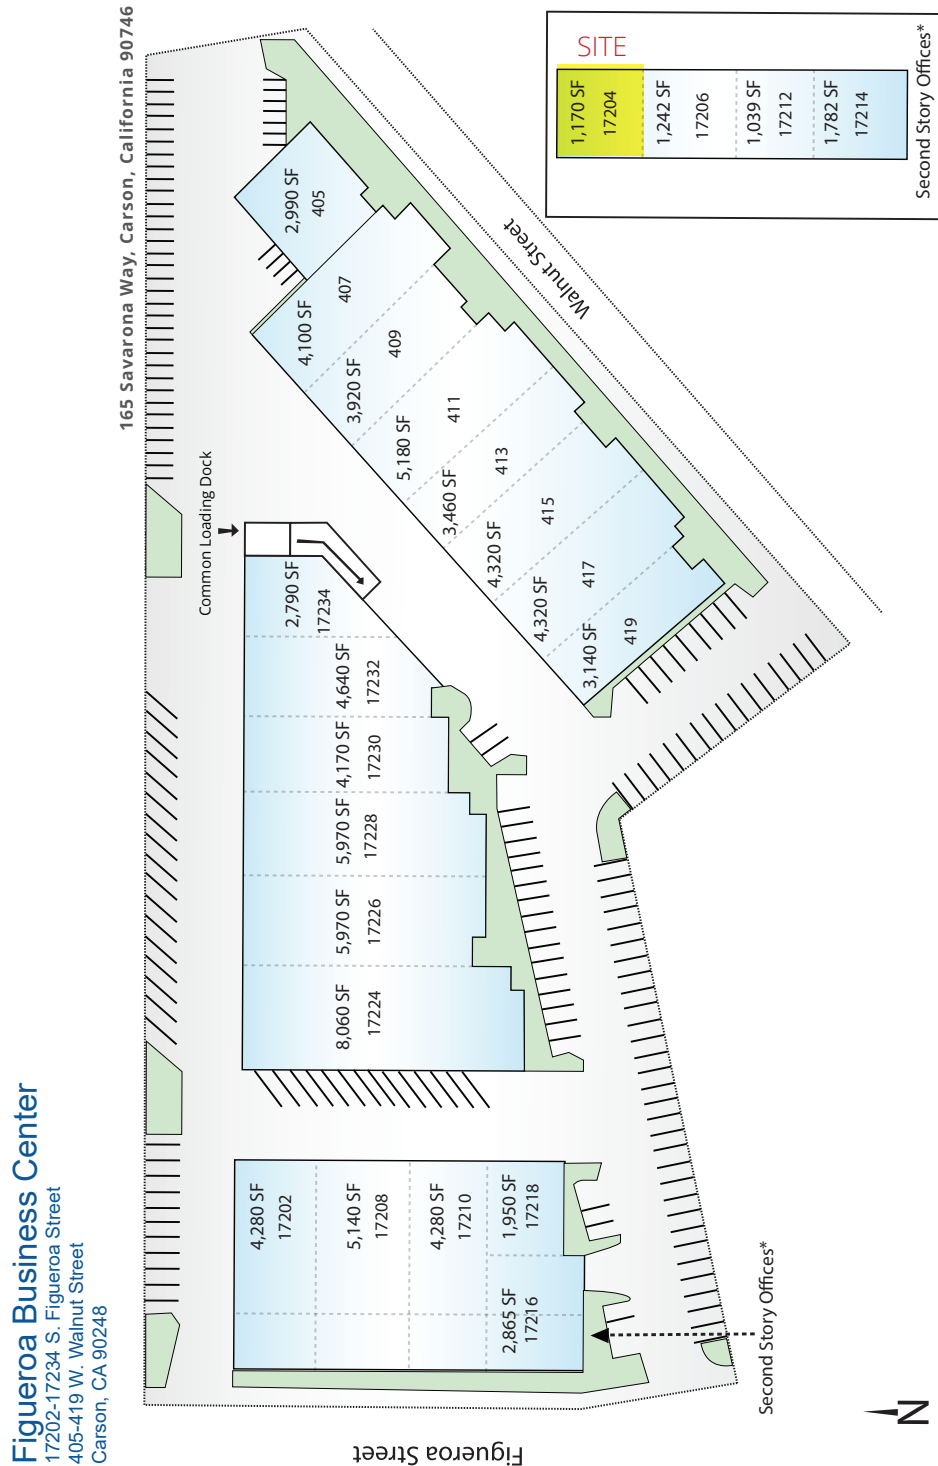 Figueroa Business Center
17202-17234 S. Figueroa Street
405-419 W. Walnut Street
Carson, CA 90248
165 Savarona Way, Carson, California 90746
Common Loading Dock
4,280 SF
17202
5,140 SF
17208
4,280 SF
17210
1,950 SF
17218
2,865 SF
17216
8,060 SF
17224
5,970 SF
17226
5,970 SF
17228
4,170 SF
17230
4,640 SF
17232
2,790 SF
17234
2,990 SF
405
4,100 SF
407
3,920 SF
409
5,180 SF
411
3,460 SF
413
4,320 SF
415
4,320 SF
417
3,140 SF
419
Walnut Street
Figueroa Street
Second Story Offices*
N
SITE
1,170 SF
17204
1,242 SF
17206
1,039 SF
17212
1,782 SF
17214
Second Story Offices*